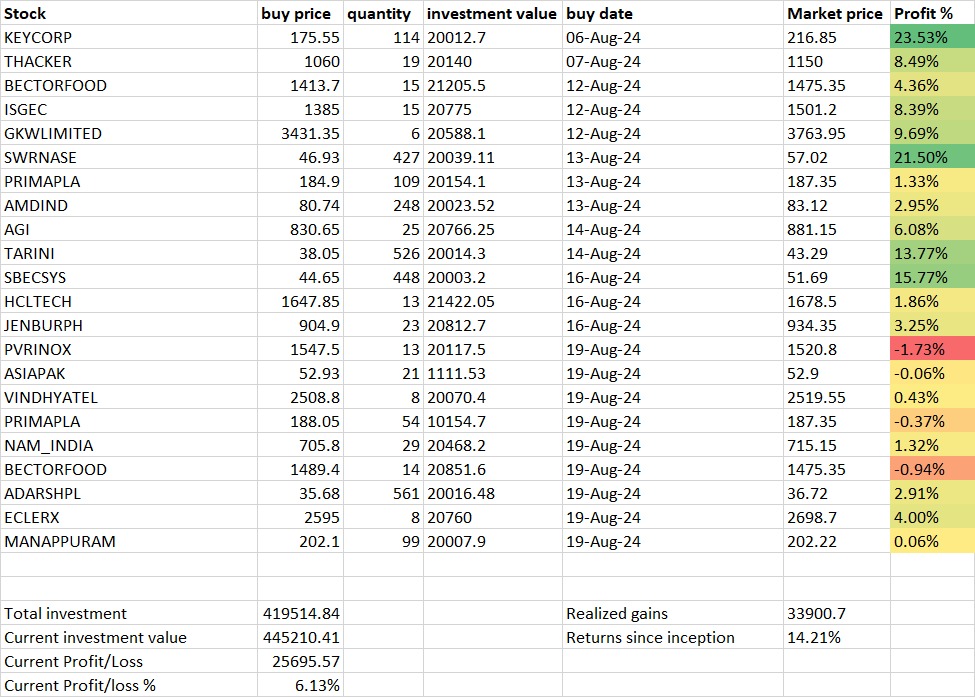 Stock buy price quantity investment value buy date Market price Profit %
KEYCORP 175.55 114 20012.7 06-Aug-24 216.85 23.53%
THACKER 1060 19 20140 07-Aug-24 1150 8.49%
BECTORFOOD 1413.7 15 21205.5 12-Aug-24 1475.35 4.36%
ISGEC 1385 15 20775 12-Aug-24 1501.2 8.39%
GKWLIMITED 3431.35 6 20588.1 12-Aug-24 3763.95 9.69%
SWRNASE 46.93 427 20039.11 13-Aug-24 57.02 21.50%
PRIMAPLA 184.9 109 20154.1 13-Aug-24 187.35 1.33%
AMDIND 80.74 248 20023.52 13-Aug-24 83.12 2.95%
AGI 830.65 25 20766.25 14-Aug-24 881.15 6.08%
TARINI 38.05 526 20014.3 14-Aug-24 43.29 13.77%
SBECSYS 44.65 448 20003.2 16-Aug-24 51.69 15.77%
HCLTECH 1647.85 13 21422.05 16-Aug-24 1678.5 1.86%
JENBURPH 904.9 23 20812.7 16-Aug-24 934.35 3.25%
PVRINOX 1547.5 13 20117.5 19-Aug-24 1520.8 -1.73%
ASIAPAK 52.93 21 1111.53 19-Aug-24 52.9 -0.06%
VINDHYATEL 2508.8 8 20070.4 19-Aug-24 2519.55 0.43%
PRIMAPLA 188.05 54 10154.7 19-Aug-24 187.35 -0.37%
NAM_INDIA 705.8 29 20468.2 19-Aug-24 715.15 1.32%
BECTORFOOD 1489.4 14 20851.6 19-Aug-24 1475.35 -0.94%
ADARSHPL 35.68 561 20016.48 19-Aug-24 36.72 2.91%
ECLERX 2595 8 20760 19-Aug-24 2698.7 4.00%
MANAPPURAM 202.1 99 20007.9 19-Aug-24 202.22 0.06%
Total investment 419514.84 Realized gains 33900.7
Current investment value 445210.41 Returns since inception 14.21%
Current Profit/Loss 25695.57
Current Profit/loss % 6.13%